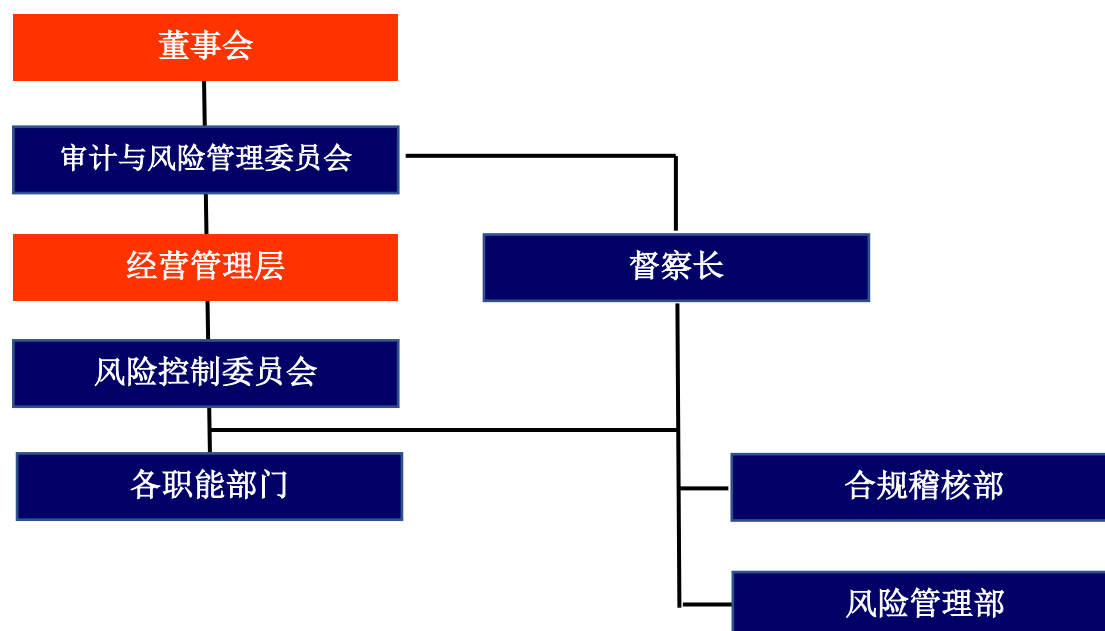 董事会
审计与风险管理委员会
经营管理层
督察长
风险控制委员会
各职能部门
合规稽核部
风险管理部